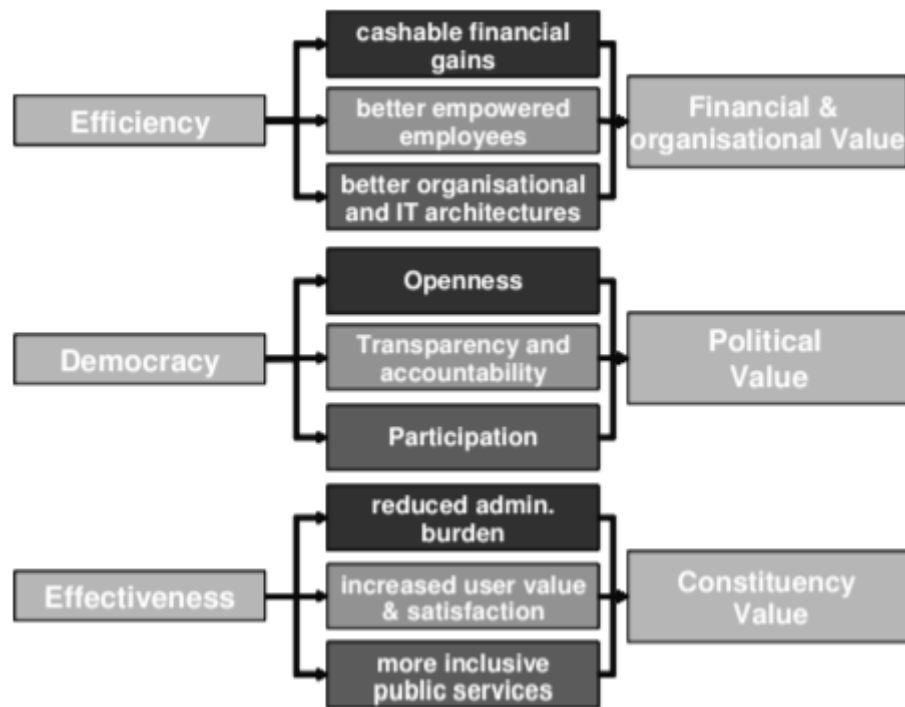 Efficiency
cashable financial
gains
better empowered
employees
better organisational
and IT architectures
Financial &
organisational Value
Democracy
Openness
Transparency and
accountability
Participation
Political
Value
Effectiveness
reduced admin.
burden
increased user value
& satisfaction
more inclusive
public services
Constituency
Value